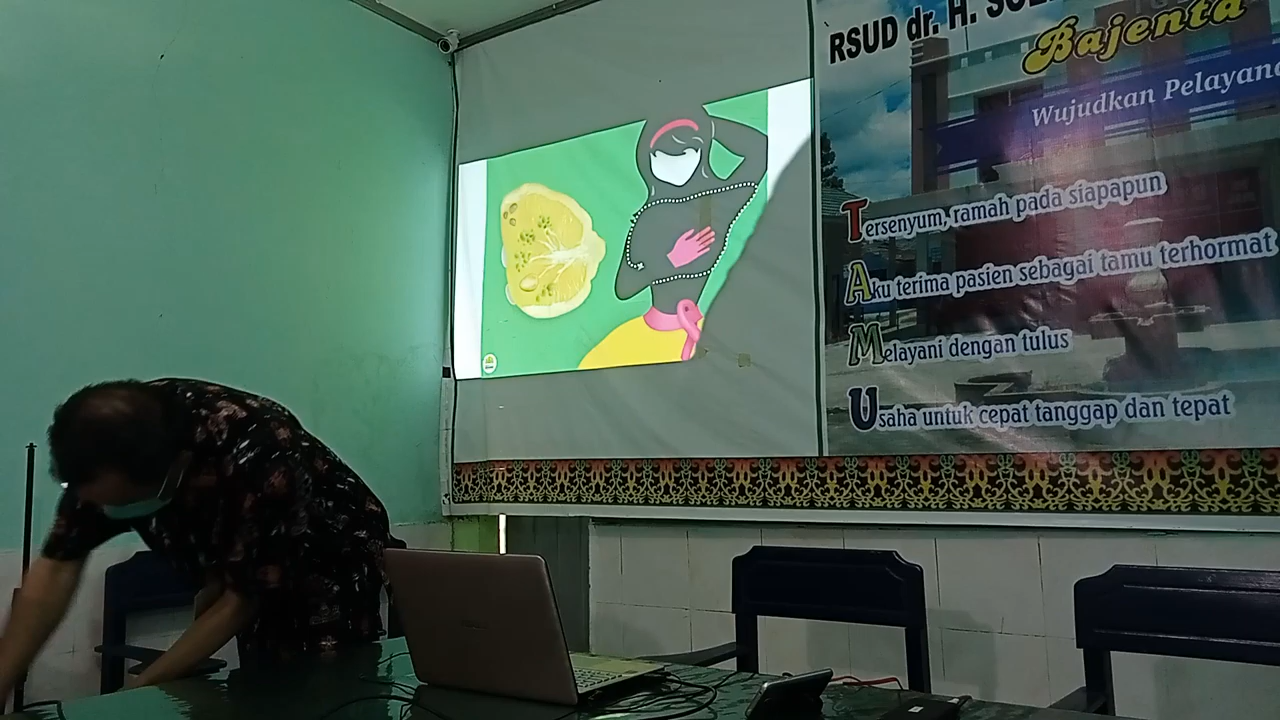 RSUD dr. H.
Bajenta
Wujudkan
Tersenyum, ramah pada siapapun
Aku terima pasien sebagai tamu terhormat
Melayani dengan tulus
Usaha untuk cepat tanggap dan tepat